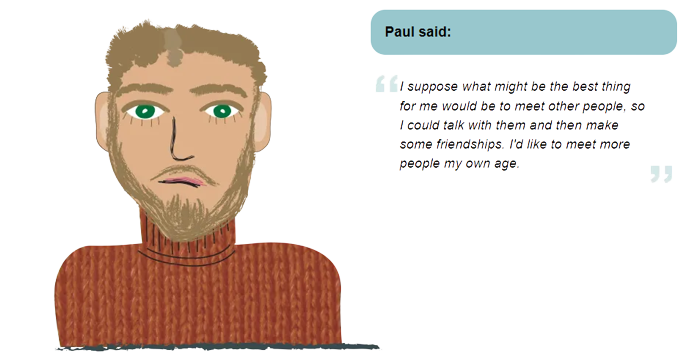 Paul said:
“I suppose what might be the best thing
for me would be to meet other people, so
I could talk with them and then make
some friendships. I'd like to meet more
people my own age.”